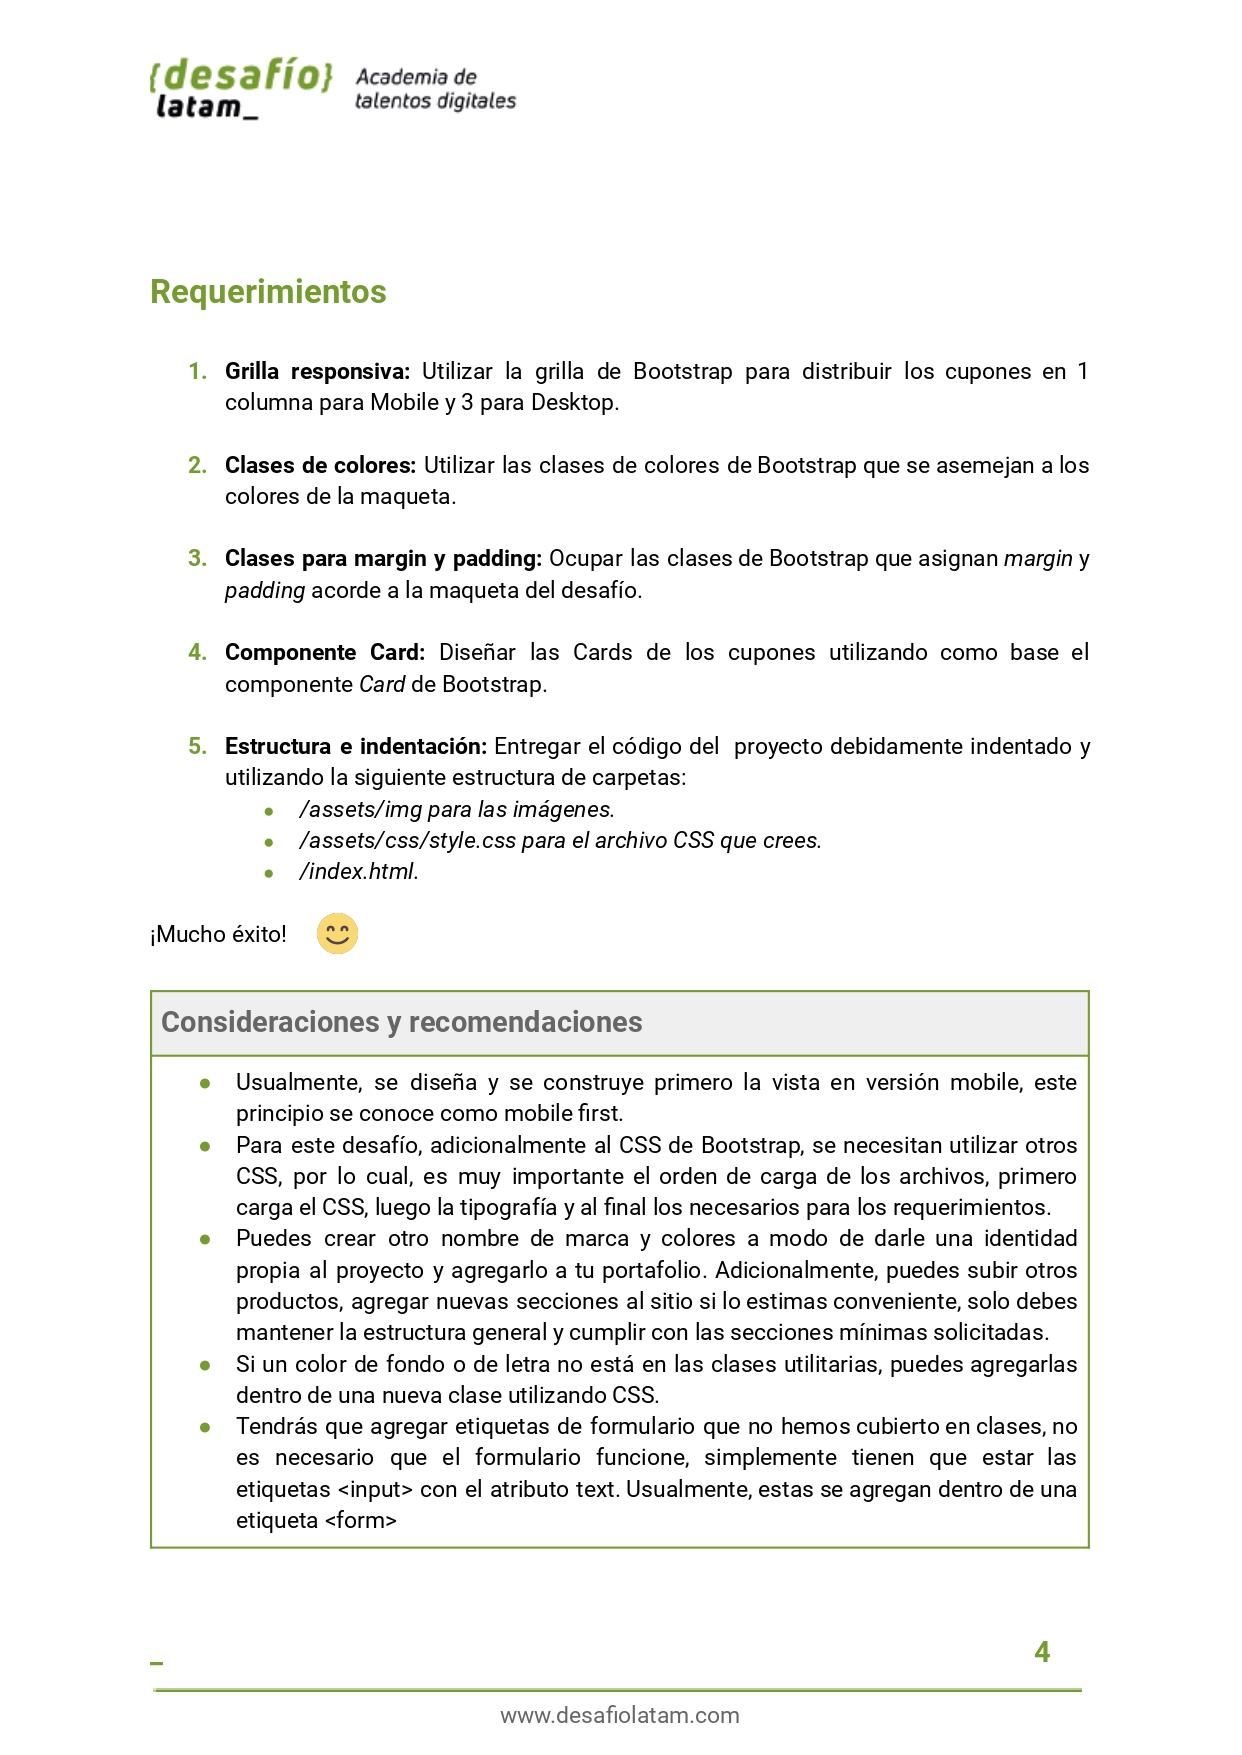 {desafío}
latam_
Academia de
talentos digitales
Requerimientos
1. Grilla responsiva: Utilizar la grilla de Bootstrap para distribuir los cupones en 1
columna para Mobile y 3 para Desktop.
2. Clases de colores: Utilizar las clases de colores de Bootstrap que se asemejan a los
colores de la maqueta.
3. Clases para margin y padding: Ocupar las clases de Bootstrap que asignan margin y
padding acorde a la maqueta del desafío.
4. Componente Card: Diseñar las Cards de los cupones utilizando como base el
componente Card de Bootstrap.
5. Estructura e indentación: Entregar el código del proyecto debidamente indentado y
utilizando la siguiente estructura de carpetas:
● /assets/img para las imágenes.
● /assets/css/style.css para el archivo CSS que crees.
● /index.html.
¡Mucho éxito! 😊
Consideraciones y recomendaciones
● Usualmente, se diseña y se construye primero la vista en versión mobile, este
principio se conoce como mobile first.
● Para este desafío, adicionalmente al CSS de Bootstrap, se necesitan utilizar otros
CSS, por lo cual, es muy importante el orden de carga de los archivos, primero
carga el CSS, luego la tipografía y al final los necesarios para los requerimientos.
● Puedes crear otro nombre de marca y colores a modo de darle una identidad
propia al proyecto y agregarlo a tu portafolio. Adicionalmente, puedes subir otros
productos, agregar nuevas secciones al sitio si lo estimas conveniente, solo debes
mantener la estructura general y cumplir con las secciones mínimas solicitadas.
● Si un color de fondo o de letra no está en las clases utilitarias, puedes agregarlas
dentro de una nueva clase utilizando CSS.
● Tendrás que agregar etiquetas de formulario que no hemos cubierto en clases, no
es necesario que el formulario funcione, simplemente tienen que estar las
etiquetas <input> con el atributo text. Usualmente, estas se agregan dentro de una
etiqueta <form>
_ 4
www.desafiolatam.com